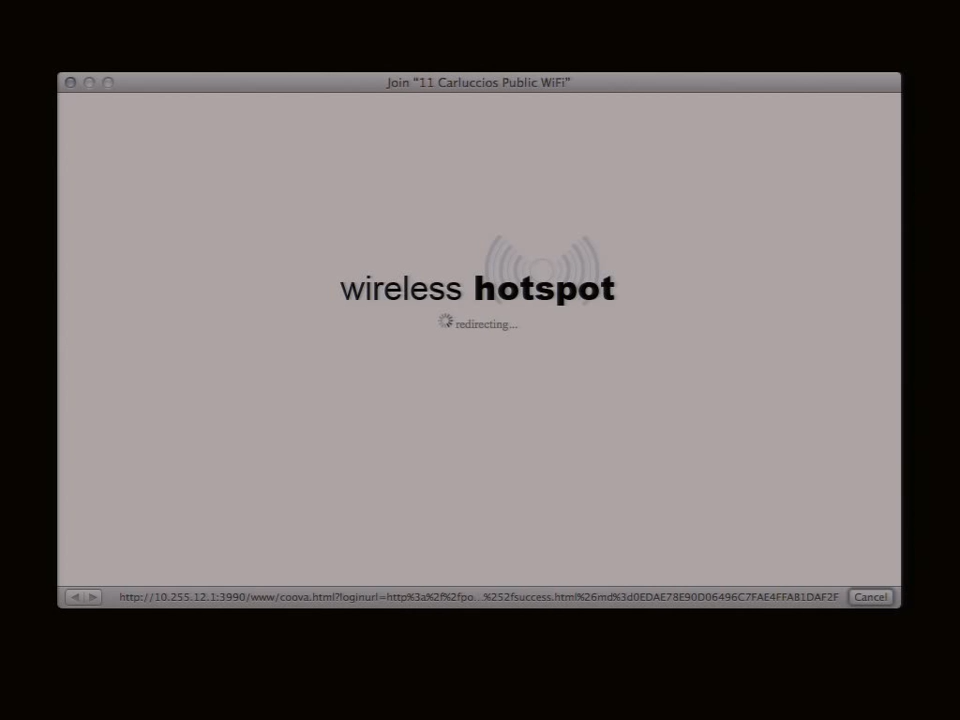 Join “11 Carluccios Public WiFi”
wireless hotspot
redirecting...
http://10.255.12.1:3990/www/coova.html?loginurl=http%3a%2f%2fpo...%252fsuccess.html%26md%3d0EDAE78E90D06496C7FAE4FFA81DAF2F
Cancel